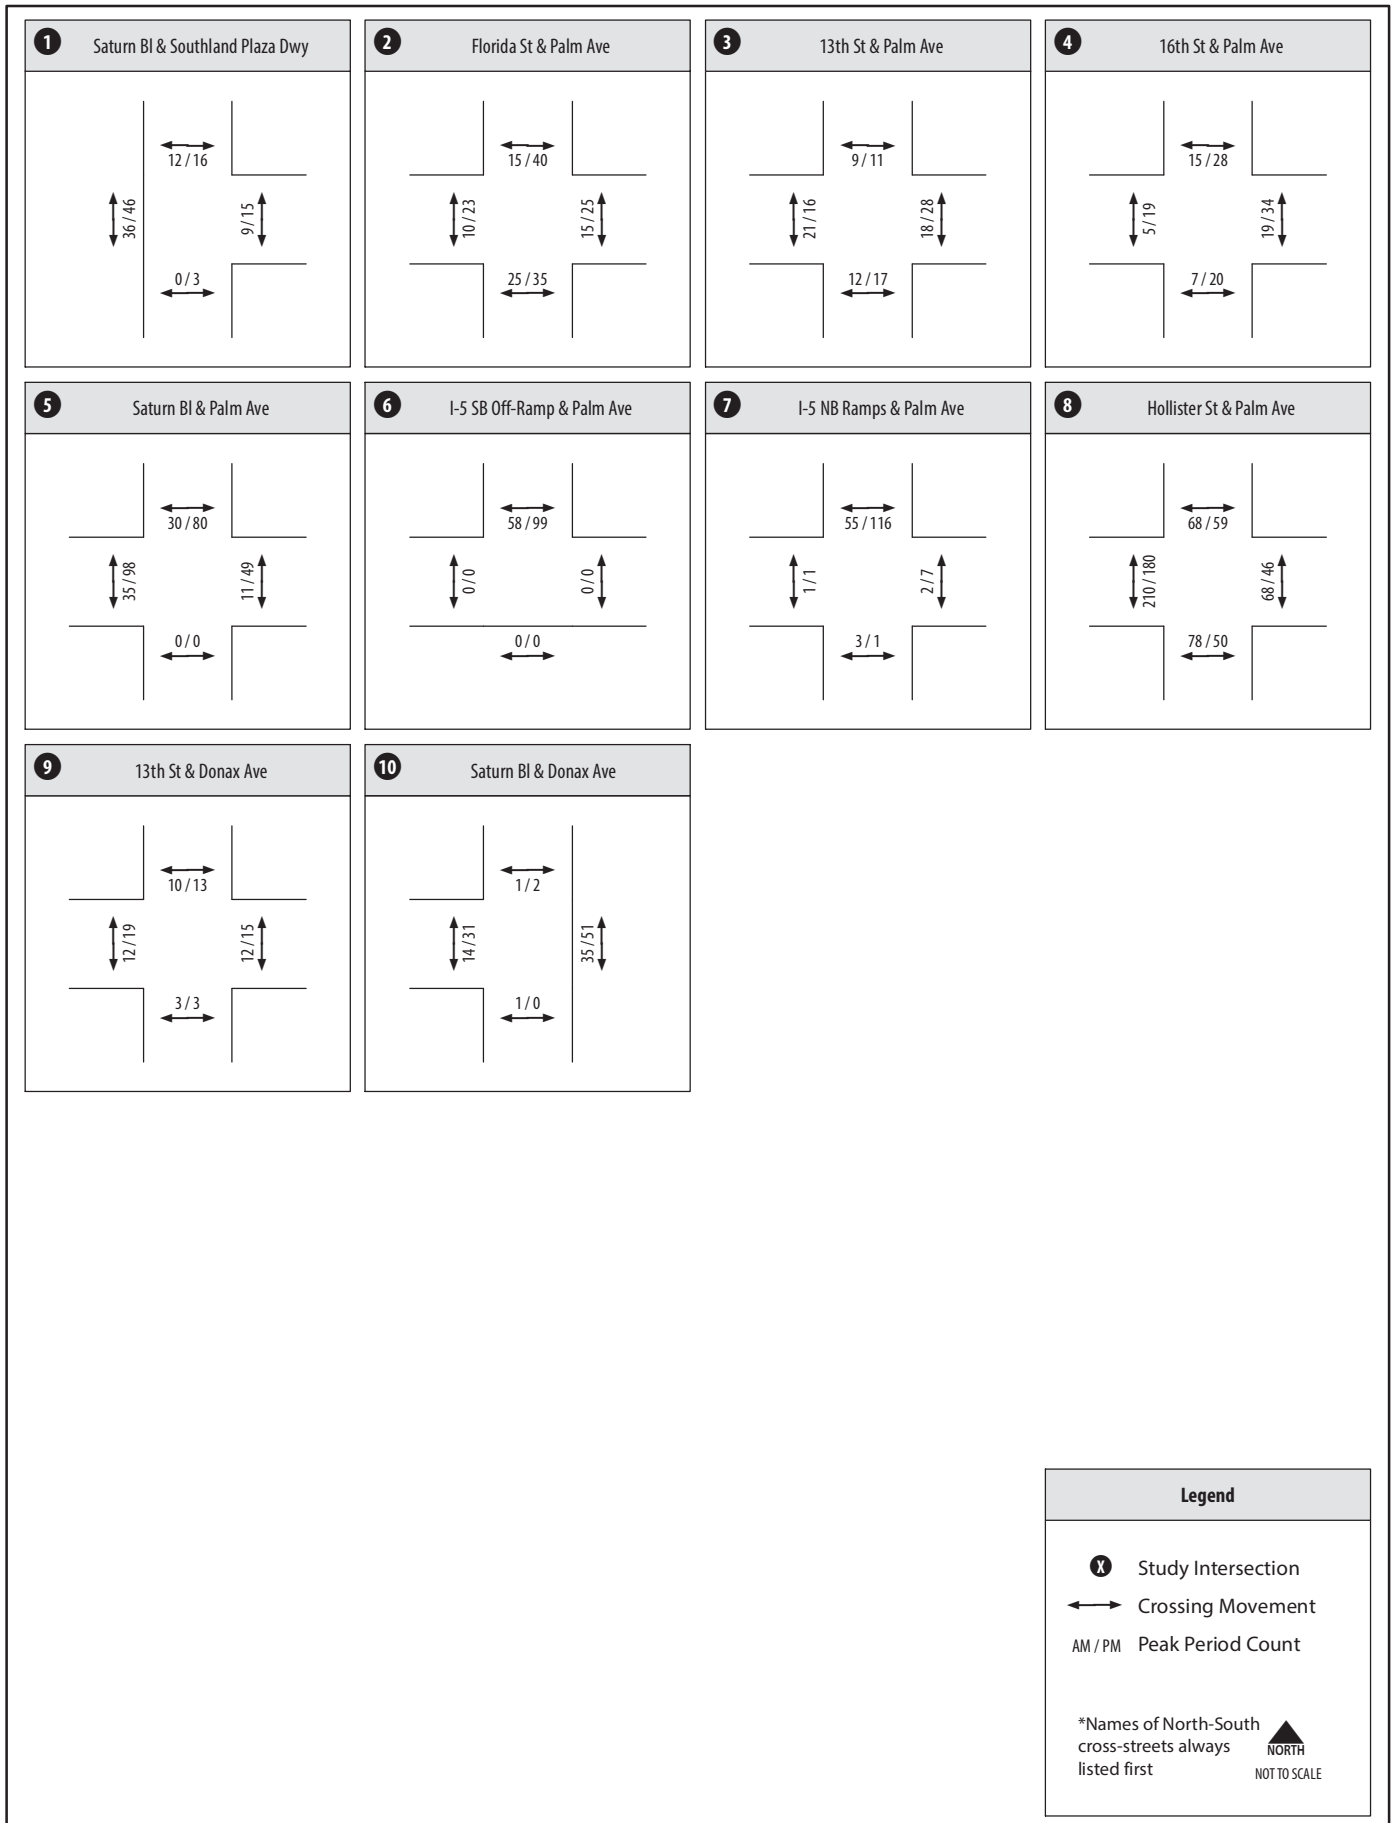 1
Saturn Bl & Southland Plaza Dwy
12 / 16
36 / 46
9 / 15
0 / 3
2
Florida St & Palm Ave
15 / 40
10 / 23
15 / 25
25 / 35
3
13th St & Palm Ave
9 / 11
21 / 16
18 / 28
12 / 17
4
16th St & Palm Ave
15 / 28
5 / 19
19 / 34
7 / 20
5
Saturn Bl & Palm Ave
30 / 80
35 / 98
11 / 49
0 / 0
6
I-5 SB Off-Ramp & Palm Ave
58 / 99
0 / 0
0 / 0
0 / 0
7
I-5 NB Ramps & Palm Ave
55 / 116
1 / 1
2 / 7
3 / 1
8
Hollister St & Palm Ave
68 / 59
210 / 180
68 / 46
78 / 50
9
13th St & Donax Ave
10 / 13
12 / 19
12 / 15
3 / 3
10
Saturn Bl & Donax Ave
1 / 2
14 / 31
35 / 51
1 / 0
Legend
X Study Intersection
Crossing Movement
AM / PM Peak Period Count
*Names of North-South
cross-streets always
listed first
NORTH
NOT TO SCALE